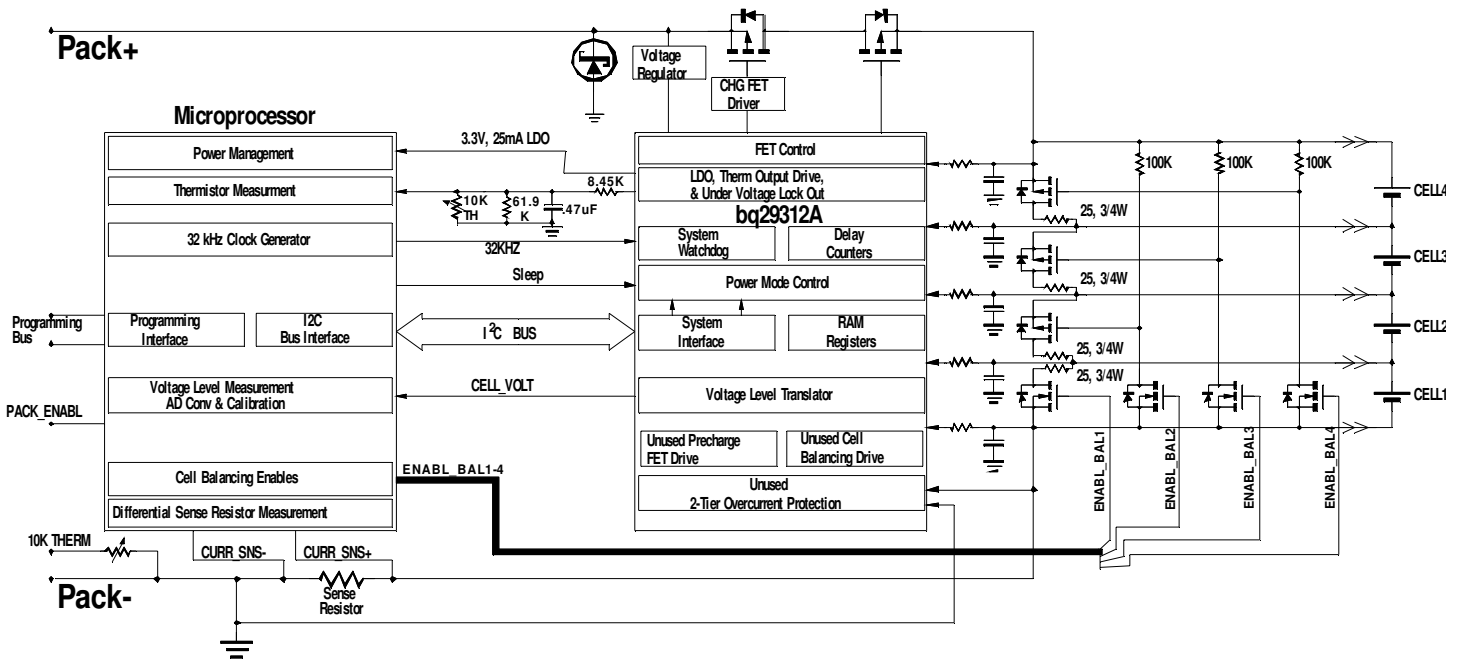 Pack+
Voltage
Regulator
CHG FET
Driver
Microprocessor
Power Management
3.3V, 25mA LDO
FET Control
Thermistor Measurment
8.45K
10K
TH
61.9
K
.47uF
LDO, Therm Output Drive,
& Under Voltage Lock Out
bq29312A
100K
100K
100K
CELL4
25, 3/4W
32 kHz Clock Generator
32KHZ
System
Watchdog
Delay
Counters
CELL3
Sleep
Power Mode Control
25, 3/4W
Programming
Bus
Programming
Interface
I2C
Bus Interface
I2C BUS
System
Interface
RAM
Registers
CELL2
25, 3/4W
25, 3/4W
Voltage Level Measurement
AD Conv & Calibration
CELL_VOLT
Voltage Level Translator
CELL1
PACK_ENABL
Unused Precharge
FET Drive
Unused Cell
Balancing Drive
ENABL_BAL1
ENABL_BAL2
ENABL_BAL3
ENABL_BAL4
Cell Balancing Enables
ENABL_BAL1-4
Unused
2-Tier Overcurrent Protection
Differential Sense Resistor Measurement
10K THERM
CURR_SNS-
CURR_SNS+
Pack-
Sense
Resistor